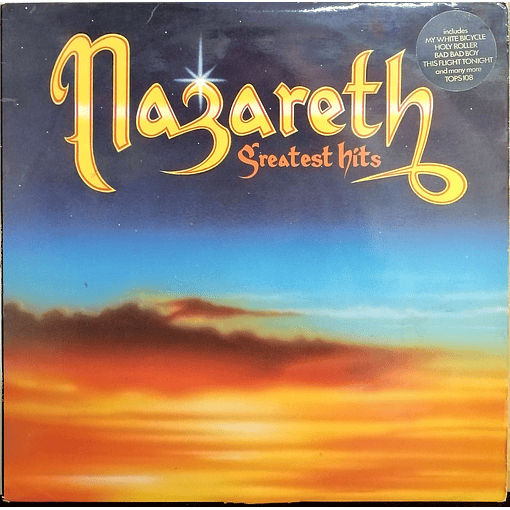 Nazareth
Greatest hits
includes
MY WHITE BICYCLE
HOLY ROLLER
BAD BAD BOY
THIS FLIGHT TONIGHT
and many more
TOPS 108